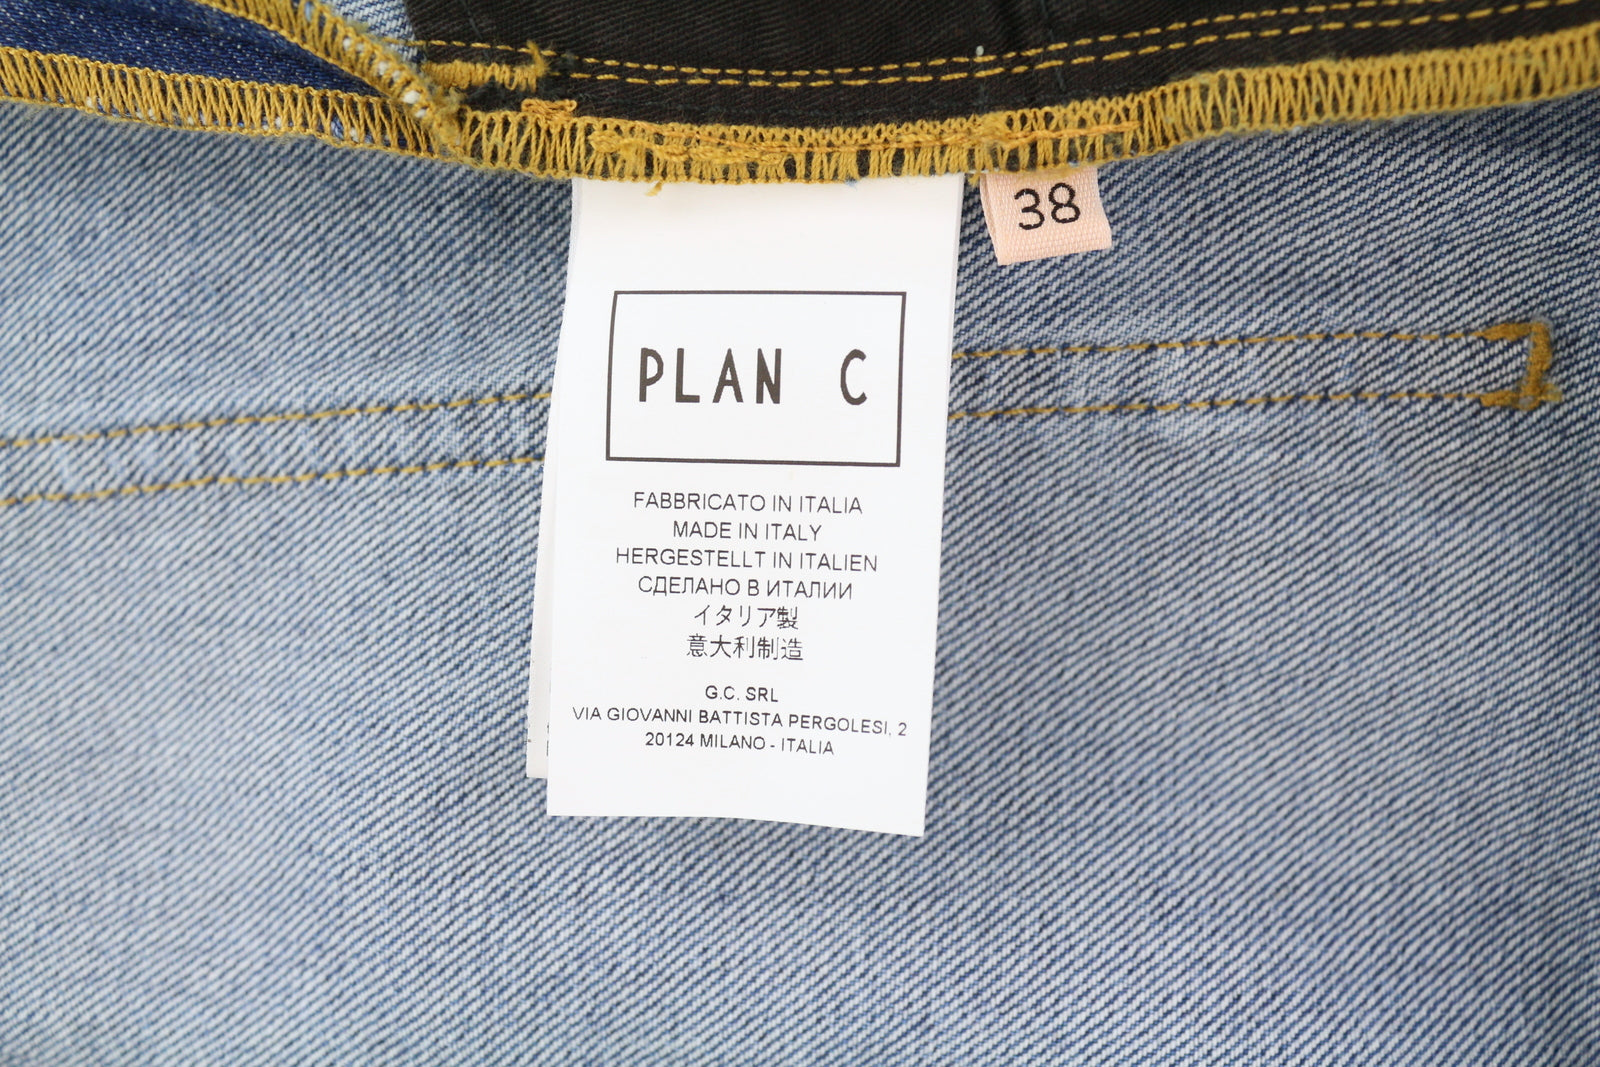 38
PLAN C
FABBRICATO IN ITALIA
MADE IN ITALY
HERGESTELLT IN ITALIEN
СДЕЛАНО В ИТАЛИИ
イタリア製
意大利制造
G.C. SRL
VIA GIOVANNI BATTISTA PERGOLESI, 2
20124 MILANO - ITALIA